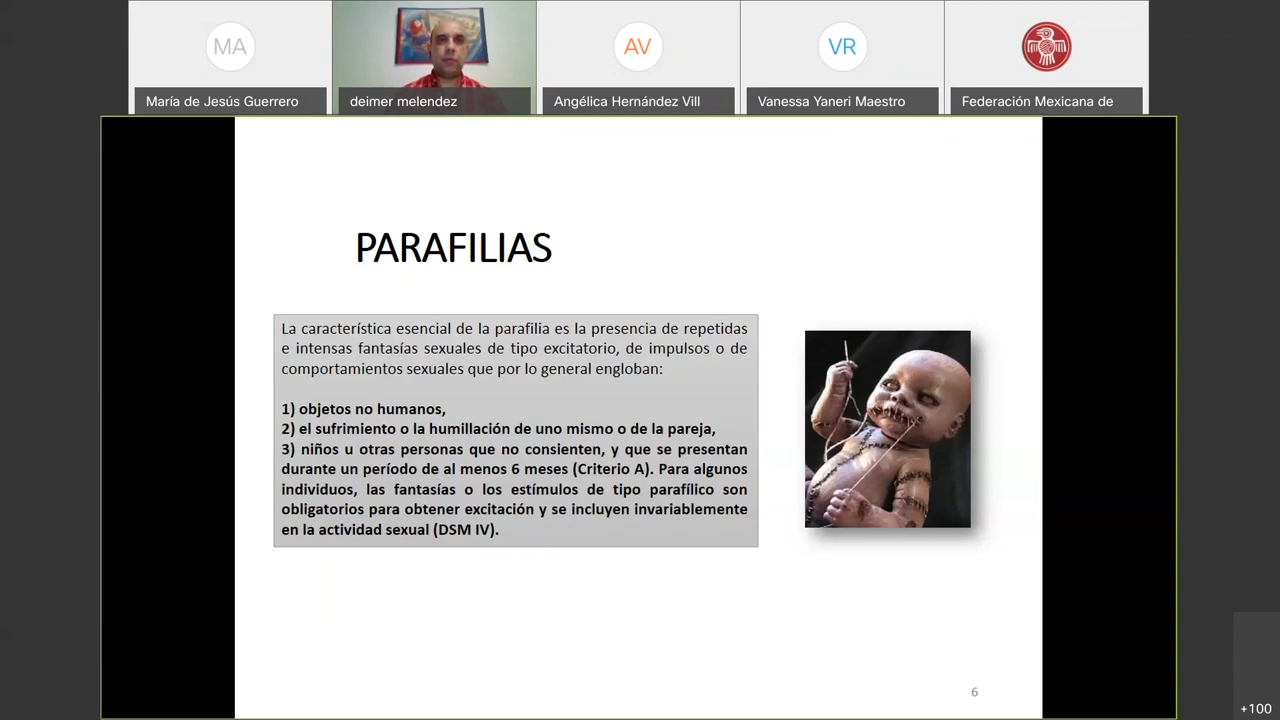 MA
AV
VR
María de Jesús Guerrero
deimer melendez
Angélica Hernández Vill
Vanessa Yaneri Maestro
Federación Mexicana de
PARAFILIAS
La característica esencial de la parafilia es la presencia de repetidas
e intensas fantasías sexuales de tipo excitatorio, de impulsos o de
comportamientos sexuales que por lo general engloban:
1) objetos no humanos,
2) el sufrimiento o la humillación de uno mismo o de la pareja,
3) niños u otras personas que no consienten, y que se presentan
durante un período de al menos 6 meses (Criterio A). Para algunos
individuos, las fantasías o los estímulos de tipo parafílico son
obligatorios para obtener excitación y se incluyen invariablemente
en la actividad sexual (DSM IV).
6
+100